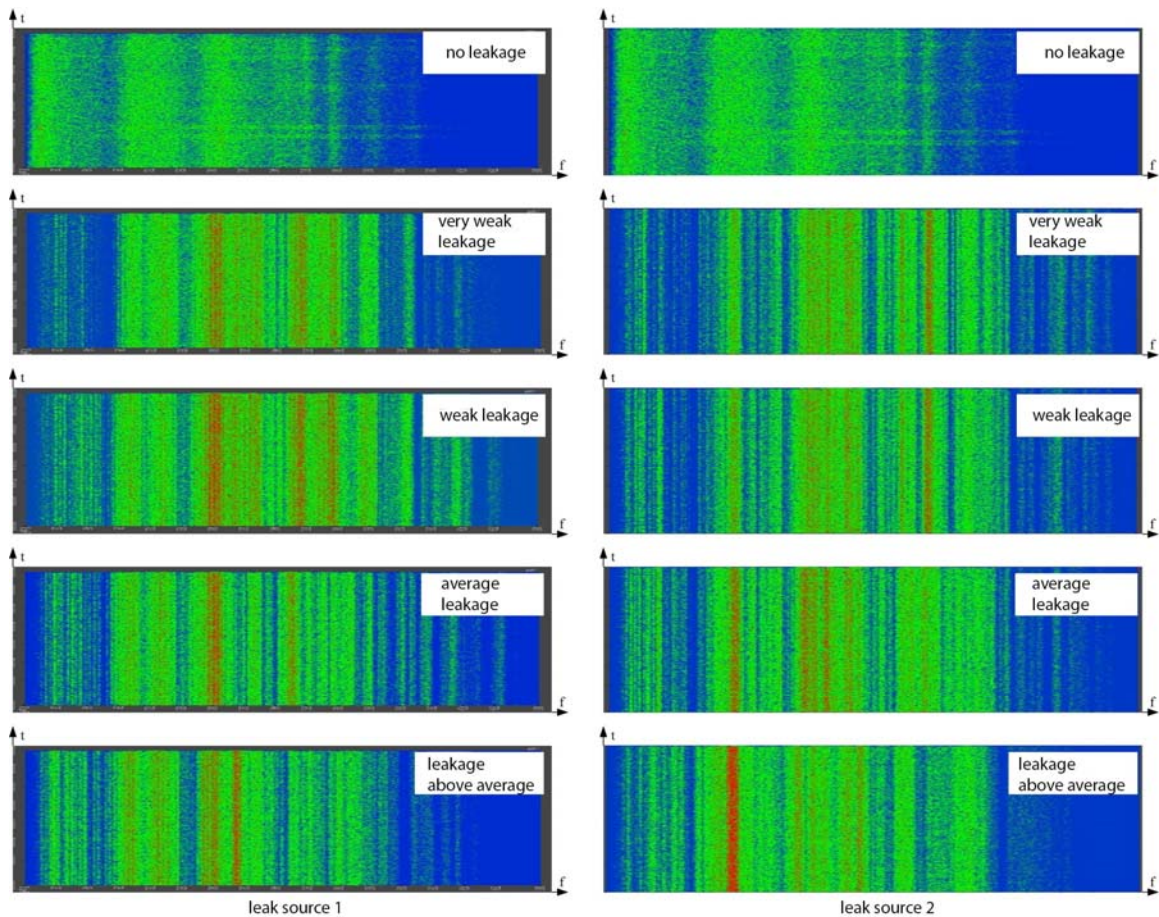 t
no leakage
f
t
no leakage
f
t
very weak
leakage
f
t
very weak
leakage
f
t
weak leakage
f
t
weak leakage
f
t
average
leakage
f
t
average
leakage
f
t
leakage
above average
f
t
leakage
above average
f
leak source 1
leak source 2